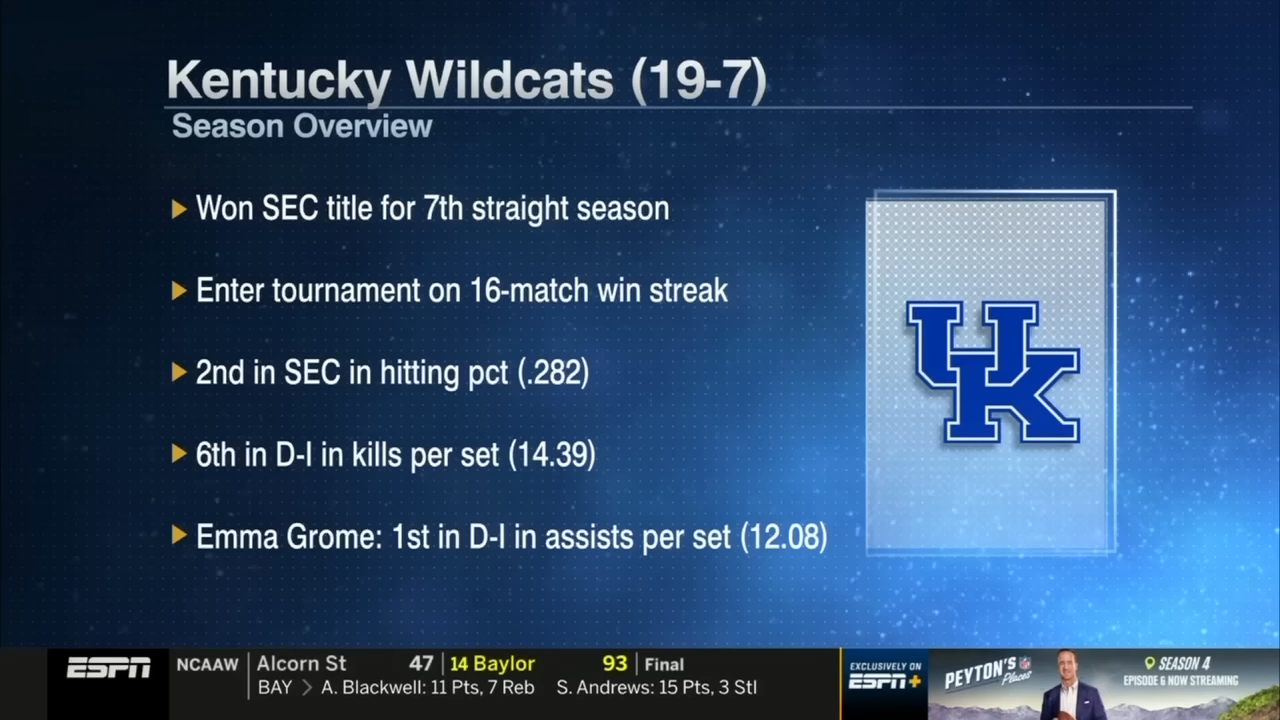 Kentucky Wildcats (19-7)
Season Overview
Won SEC title for 7th straight season
Enter tournament on 16-match win streak
2nd in SEC in hitting pct (.282)
6th in D-I in kills per set (14.39)
Emma Grome: 1st in D-I in assists per set (12.08)
UK
ESPN
NCAAW
Alcorn St 47 14 Baylor 93 Final
BAY > A. Blackwell: 11 Pts, 7 Reb S. Andrews: 15 Pts, 3 Stl
EXCLUSIVELY ON
ESPN+
PEYTON'S
Places
NFL
SEASON 4
EPISODE 6 NOW STREAMING